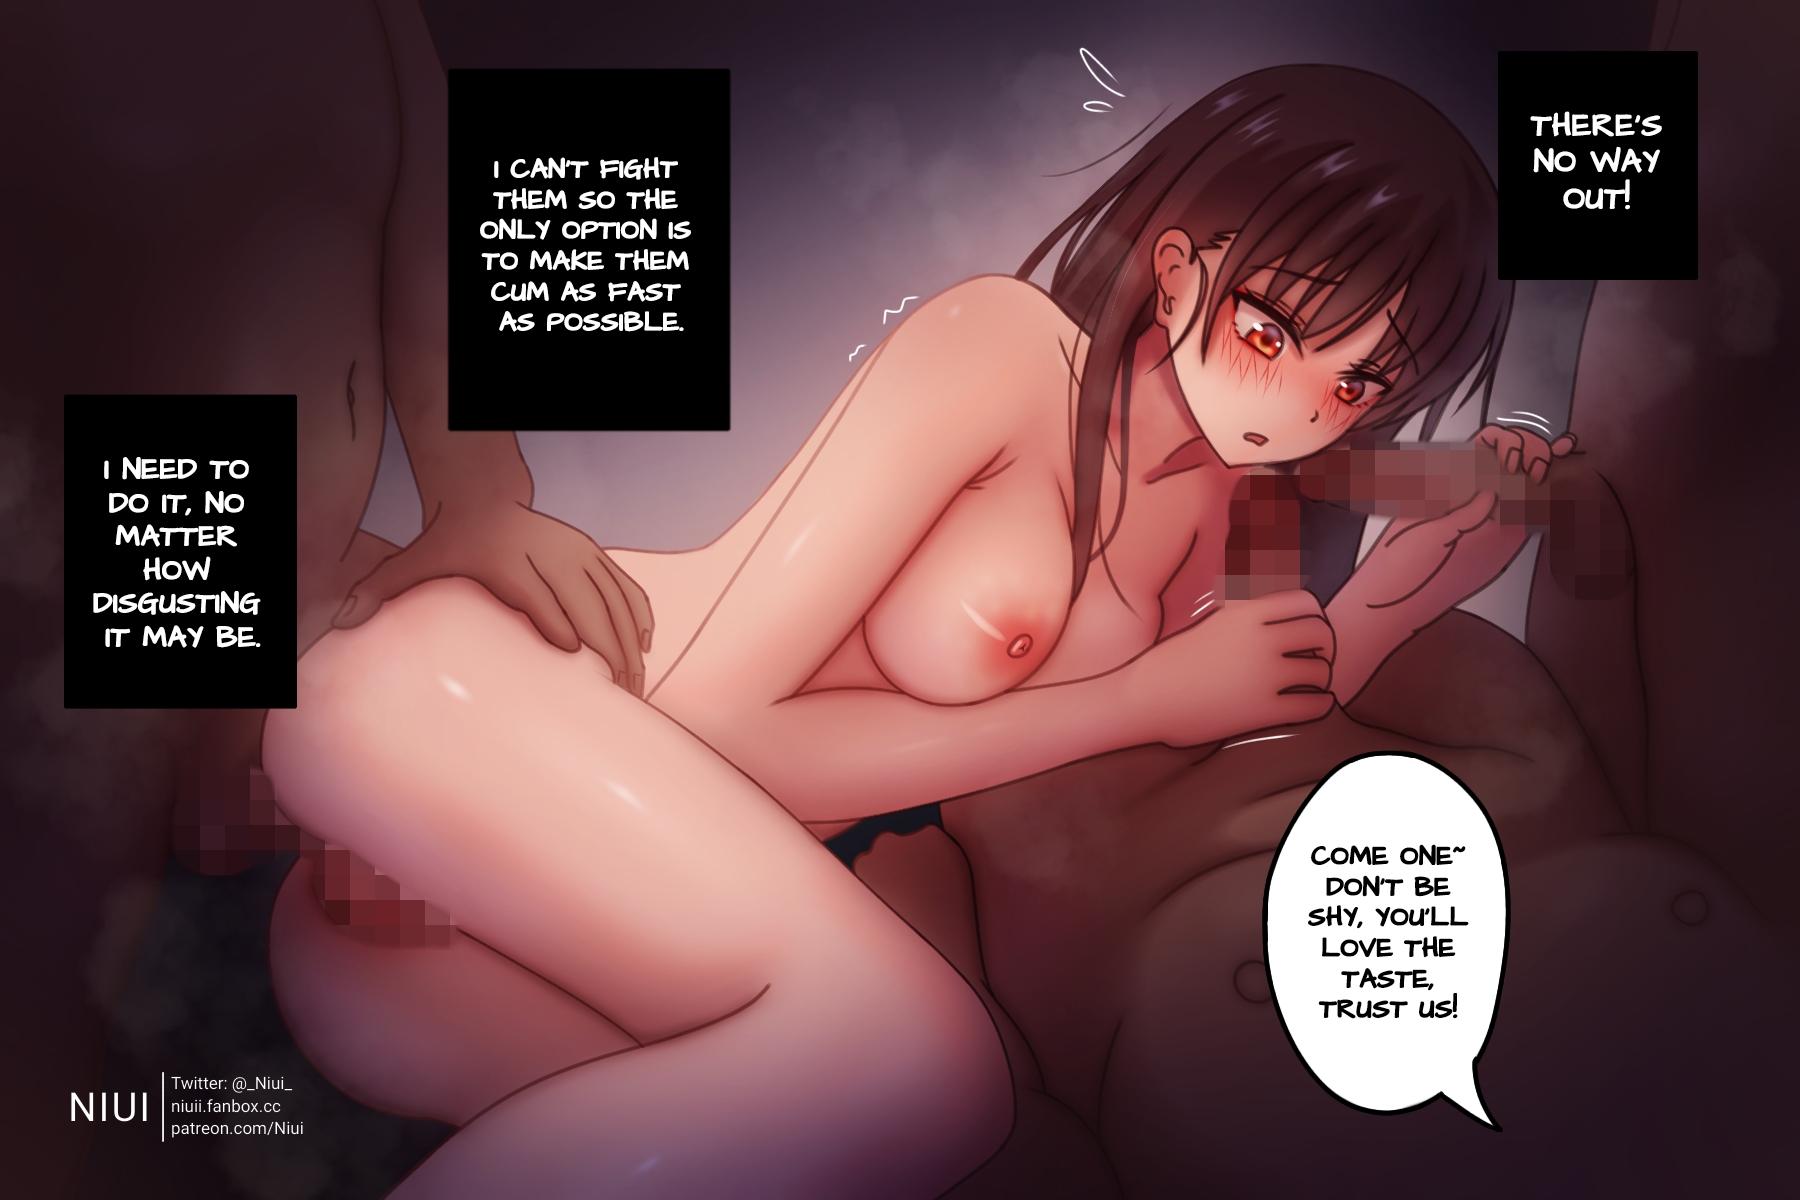 THERE'S
NO WAY
OUT!
I CAN'T FIGHT
THEM SO THE
ONLY OPTION IS
TO MAKE THEM
CUM AS FAST
AS POSSIBLE.
I NEED TO
DO IT, NO
MATTER
HOW
DISGUSTING
IT MAY BE.
COME ONE~
DON'T BE
SHY, YOU'LL
LOVE THE
TASTE,
TRUST US!
NIUI
Twitter: @_Niui_
niuii.fanbox.cc
patreon.com/Niui